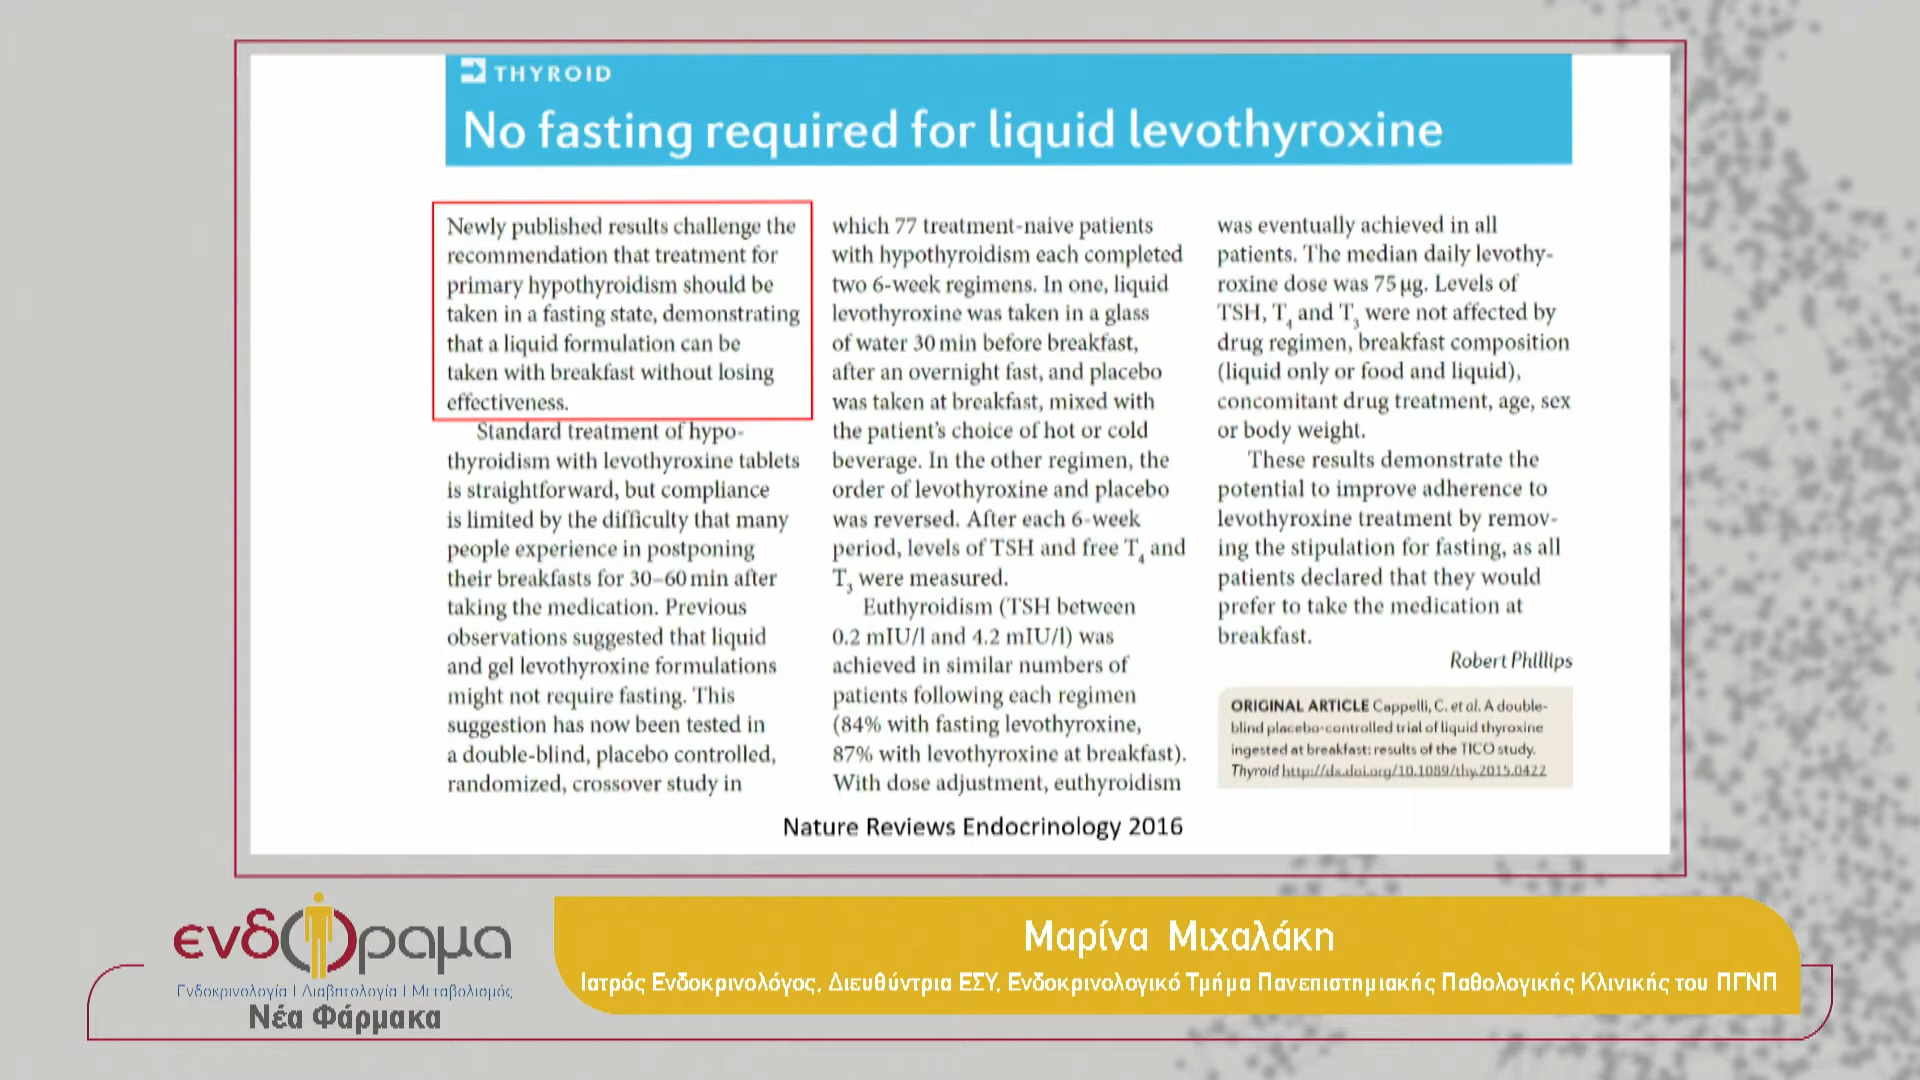 THYROID
No fasting required for liquid levothyroxine
Newly published results challenge the
recommendation that treatment for
primary hypothyroidism should be
taken in a fasting state, demonstrating
that a liquid formulation can be
taken with breakfast without losing
effectiveness.
Standard treatment of hypo-
thyroidism with levothyroxine tablets
is straightforward, but compliance
is limited by the difficulty that many
people experience in postponing
their breakfasts for 30–60 min after
taking the medication. Previous
observations suggested that liquid
and gel levothyroxine formulations
might not require fasting. This
suggestion has now been tested in
a double-blind, placebo controlled,
randomized, crossover study in
which 77 treatment-naive patients
with hypothyroidism each completed
two 6-week regimens. In one, liquid
levothyroxine was taken in a glass
of water 30 min before breakfast,
after an overnight fast, and placebo
was taken at breakfast, mixed with
the patient's choice of hot or cold
beverage. In the other regimen, the
order of levothyroxine and placebo
was reversed. After each 6-week
period, levels of TSH and free T4 and
T3 were measured.
Euthyroidism (TSH between
0.2 mIU/l and 4.2 mIU/l) was
achieved in similar numbers of
patients following each regimen
(84% with fasting levothyroxine,
87% with levothyroxine at breakfast).
With dose adjustment, euthyroidism
was eventually achieved in all
patients. The median daily levothy-
roxine dose was 75 μg. Levels of
TSH, T4 and T3 were not affected by
drug regimen, breakfast composition
(liquid only or food and liquid),
concomitant drug treatment, age, sex
or body weight.
These results demonstrate the
potential to improve adherence to
levothyroxine treatment by remov-
ing the stipulation for fasting, as all
patients declared that they would
prefer to take the medication at
breakfast.
Robert Phillips
ORIGINAL ARTICLE Cappelli, C. et al. A double-
blind placebo-controlled trial of liquid thyroxine
ingested at breakfast: results of the TICO study.
Thyroid http://dx.doi.org/10.1089/thy.2015.0422
Nature Reviews Endocrinology 2016
ενδόραμα
Ενδοκρινολογία | Διαβητολογία | Μεταβολισμός
Νέα Φάρμακα
Μαρίνα Μιχαλάκη
Ιατρός Ενδοκρινολόγος, Διευθύντρια ΕΣΥ, Ενδοκρινολογικό Τμήμα Πανεπιστημιακής Παθολογικής Κλινικής του ΠΓΝΠ